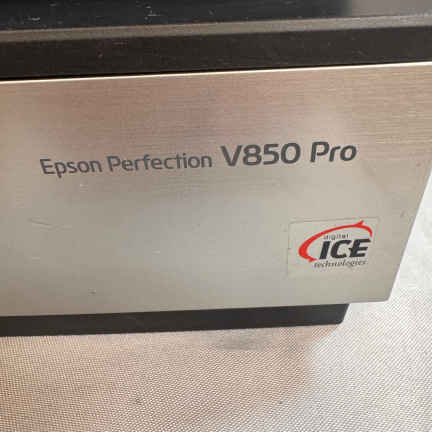 Epson Perfection V850 Pro
digital
ICE
technologies